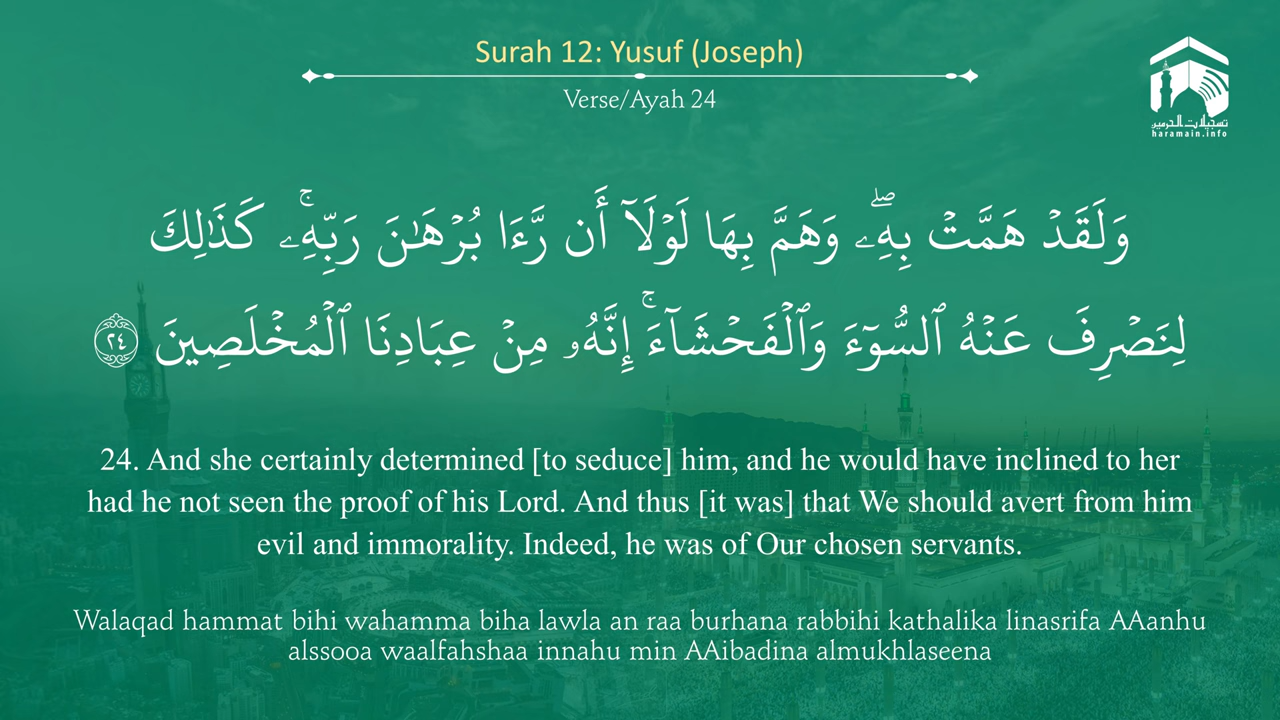 Surah 12: Yusuf (Joseph)
Verse/Ayah 24
تسجيلات الحرمين
haramain.info
وَلَقَدْ هَمَّتْ بِهِۦۖ وَهَمَّ بِهَا لَوْلَآ أَن رَّءَا بُرْهَٰنَ رَبِّهِۦۚ كَذَٰلِكَ
لِنَصْرِفَ عَنْهُ ٱلسُّوٓءَ وَٱلْفَحْشَآءَۚ إِنَّهُۥ مِنْ عِبَادِنَا ٱلْمُخْلَصِينَ ٢٤
24. And she certainly determined [to seduce] him, and he would have inclined to her
had he not seen the proof of his Lord. And thus [it was] that We should avert from him
evil and immorality. Indeed, he was of Our chosen servants.
Walaqad hammat bihi wahamma biha lawla an raa burhana rabbihi kathalika linasrifa AAanhu
alssooa waalfahshaa innahu min AAibadina almukhlaseena